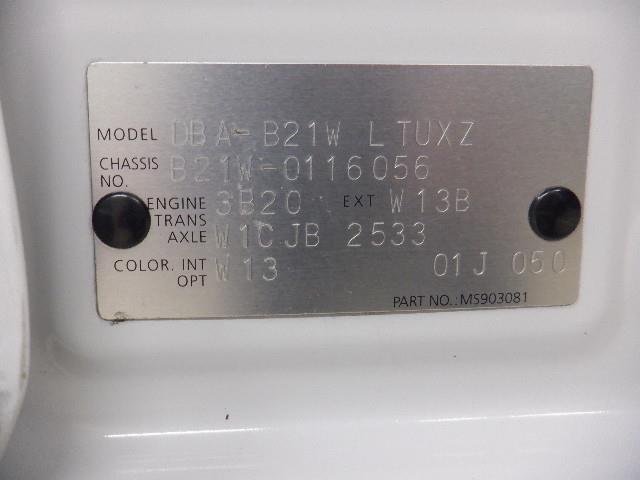 MODEL DBA-B21W LTUXZ
CHASSIS NO. B21W-0116056
ENGINE 3B20 EXT W13B
TRANS AXLE W1CJB 2533
COLOR. INT W13 01J 050
OPT
PART NO.: MS903081